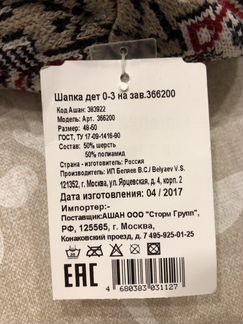 Шапка дет 0-3 на зав.366200
Код Ашан: 383922
Модель: Арт. 366200
Размер: 48-50
ГОСТ, ТУ 17-09-1416-90
Состав: 50% шерсть
50% полиамид
Страна - изготовитель: Россия
Производитель: ИП Беляев В.С./ Belyaev V.S.
121352, г. Москва, ул. Ярцевская, д. 4, корп. 2
Дата изготовления: 04 / 2017
Импортер:-
Поставщик:АШАН ООО "Сторм Групп",
РФ, 125565, г. Москва,
Конаковский проезд, д. 7 495-925-01-25
EAC
4 680383 031127